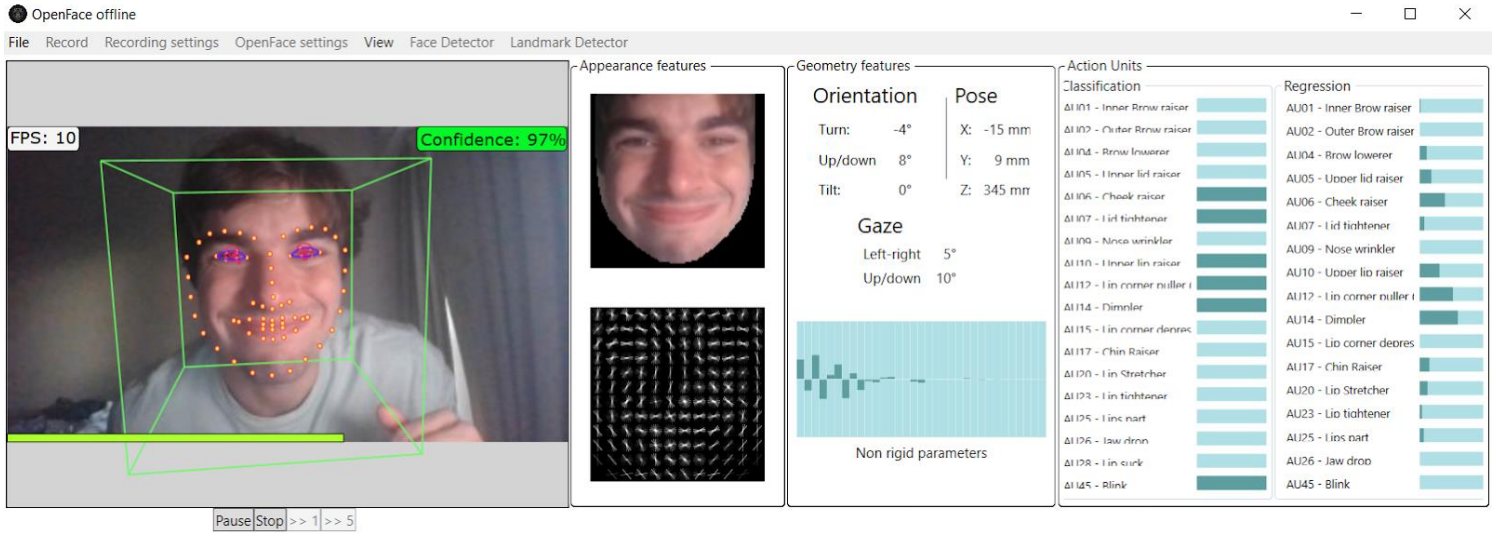 OpenFace offline
File Record Recording settings OpenFace settings View Face Detector Landmark Detector
FPS: 10
Confidence: 97%
Pause Stop >> 1 >> 5
Appearance features
Geometry features
Orientation
Turn: -4°
Up/down 8°
Tilt: 0°
Pose
X: -15 mm
Y: 9 mm
Z: 345 mm
Gaze
Left-right 5°
Up/down 10°
Non rigid parameters
Action Units
Classification
AU01 - Inner Brow raiser
AU02 - Outer Brow raiser
AU04 - Brow lowerer
AU05 - Upper lid raiser
AU06 - Cheek raiser
AU07 - Lid tightener
AU09 - Nose wrinkler
AU10 - Upper lip raiser
AU12 - Lip corner puller (
AU14 - Dimpler
AU15 - Lip corner depres
AU17 - Chin Raiser
AU20 - Lip Stretcher
AU23 - Lip tightener
AU25 - Lips part
AU26 - Jaw drop
AU28 - Lip suck
AU45 - Blink
Regression
AU01 - Inner Brow raiser
AU02 - Outer Brow raiser
AU04 - Brow lowerer
AU05 - Upper lid raiser
AU06 - Cheek raiser
AU07 - Lid tightener
AU09 - Nose wrinkler
AU10 - Upper lip raiser
AU12 - Lip corner puller (
AU14 - Dimpler
AU15 - Lip corner depres
AU17 - Chin Raiser
AU20 - Lip Stretcher
AU23 - Lip tightener
AU25 - Lips part
AU26 - Jaw drop
AU45 - Blink